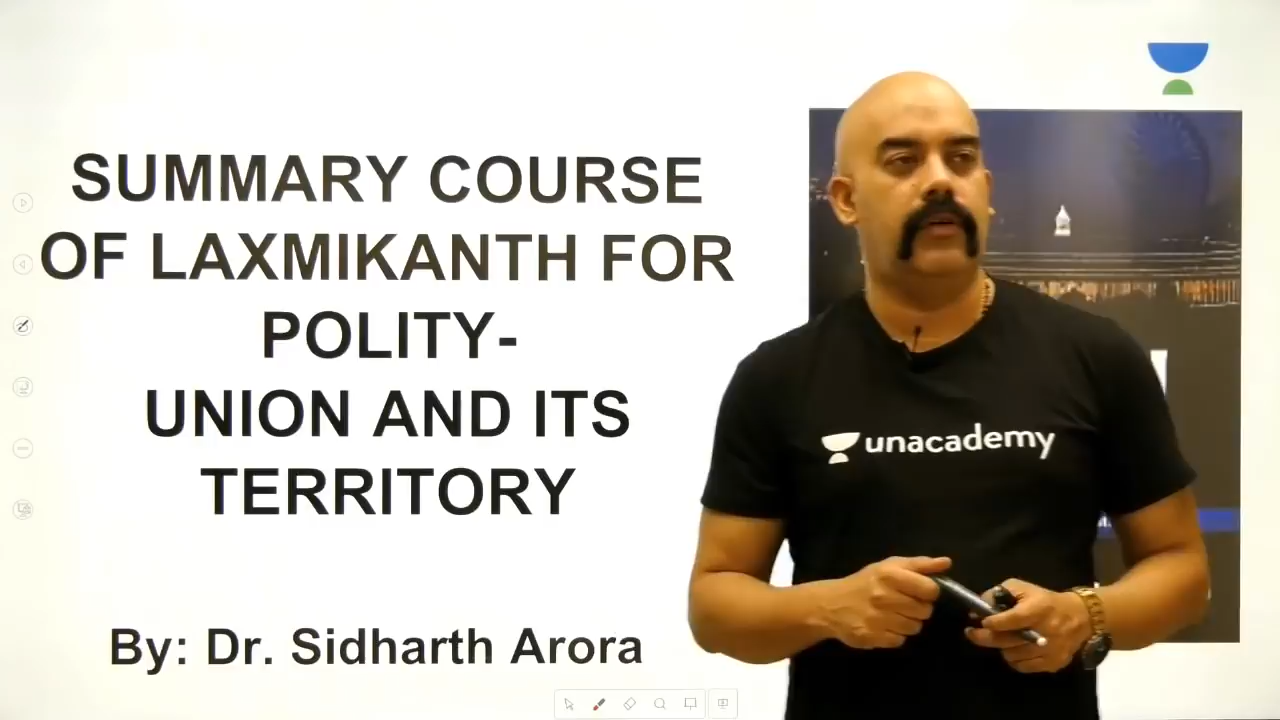 SUMMARY COURSE
OF LAXMIKANTH FOR
POLITY-
UNION AND ITS
TERRITORY
By: Dr. Sidharth Arora
unacademy